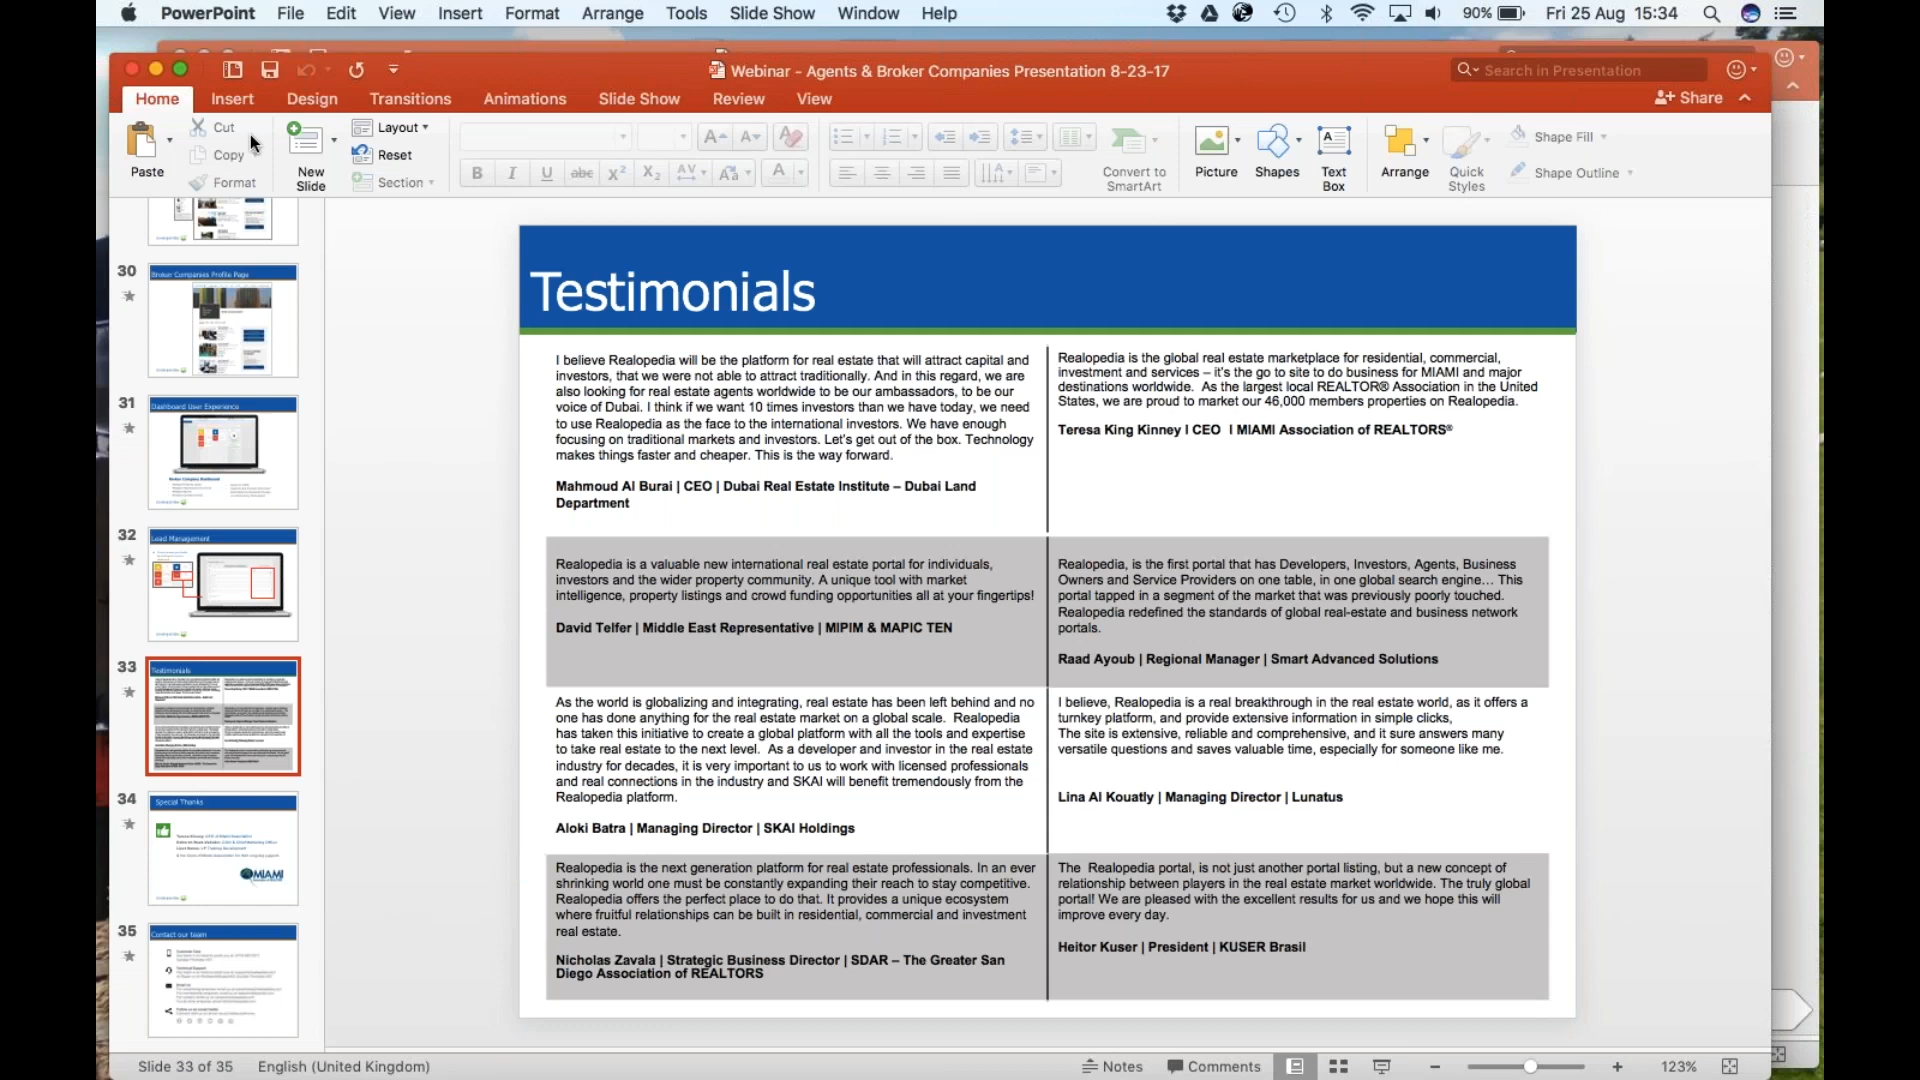 PowerPoint File Edit View Insert Format Arrange Tools Slide Show Window Help 90% Fri 25 Aug 15:34
Webinar - Agents & Broker Companies Presentation 8-23-17
Search in Presentation
Home Insert Design Transitions Animations Slide Show Review View Share
Paste
Cut
Copy
Format
New Slide
Layout
Reset
Section
Convert to SmartArt
Picture
Shapes
Text Box
Arrange
Quick Styles
Shape Fill
Shape Outline
30
Broker Companies Profile Page
31
Dashboard User Experience
Broker Company Dashboard
32
Lead Management
33
Testimonials
34
Special Thanks
MIAMI
35
Contact our team
Testimonials
I believe Realopedia will be the platform for real estate that will attract capital and
investors, that we were not able to attract traditionally. And in this regard, we are
also looking for real estate agents worldwide to be our ambassadors, to be our
voice of Dubai. I think if we want 10 times investors than we have today, we need
to use Realopedia as the face to the international investors. We have enough
focusing on traditional markets and investors. Let's get out of the box. Technology
makes things faster and cheaper. This is the way forward.
Mahmoud Al Burai | CEO | Dubai Real Estate Institute – Dubai Land
Department
Realopedia is the global real estate marketplace for residential, commercial,
investment and services – it's the go to site to do business for MIAMI and major
destinations worldwide. As the largest local REALTOR® Association in the United
States, we are proud to market our 46,000 members properties on Realopedia.
Teresa King Kinney I CEO I MIAMI Association of REALTORS®
Realopedia is a valuable new international real estate portal for individuals,
investors and the wider property community. A unique tool with market
intelligence, property listings and crowd funding opportunities all at your fingertips!
David Telfer | Middle East Representative | MIPIM & MAPIC TEN
Realopedia, is the first portal that has Developers, Investors, Agents, Business
Owners and Service Providers on one table, in one global search engine… This
portal tapped in a segment of the market that was previously poorly touched.
Realopedia redefined the standards of global real-estate and business network
portals.
Raad Ayoub | Regional Manager | Smart Advanced Solutions
As the world is globalizing and integrating, real estate has been left behind and no
one has done anything for the real estate market on a global scale. Realopedia
has taken this initiative to create a global platform with all the tools and expertise
to take real estate to the next level. As a developer and investor in the real estate
industry for decades, it is very important to us to work with licensed professionals
and real connections in the industry and SKAI will benefit tremendously from the
Realopedia platform.
Aloki Batra | Managing Director | SKAI Holdings
I believe, Realopedia is a real breakthrough in the real estate world, as it offers a
turnkey platform, and provide extensive information in simple clicks,
The site is extensive, reliable and comprehensive, and it sure answers many
versatile questions and saves valuable time, especially for someone like me.
Lina Al Kouatly | Managing Director | Lunatus
Realopedia is the next generation platform for real estate professionals. In an ever
shrinking world one must be constantly expanding their reach to stay competitive.
Realopedia offers the perfect place to do that. It provides a unique ecosystem
where fruitful relationships can be built in residential, commercial and investment
real estate.
Nicholas Zavala | Strategic Business Director | SDAR – The Greater San
Diego Association of REALTORS
The Realopedia portal, is not just another portal listing, but a new concept of
relationship between players in the real estate market worldwide. The truly global
portal! We are pleased with the excellent results for us and we hope this will
improve every day.
Heitor Kuser | President | KUSER Brasil
Slide 33 of 35 English (United Kingdom) Notes Comments 123%